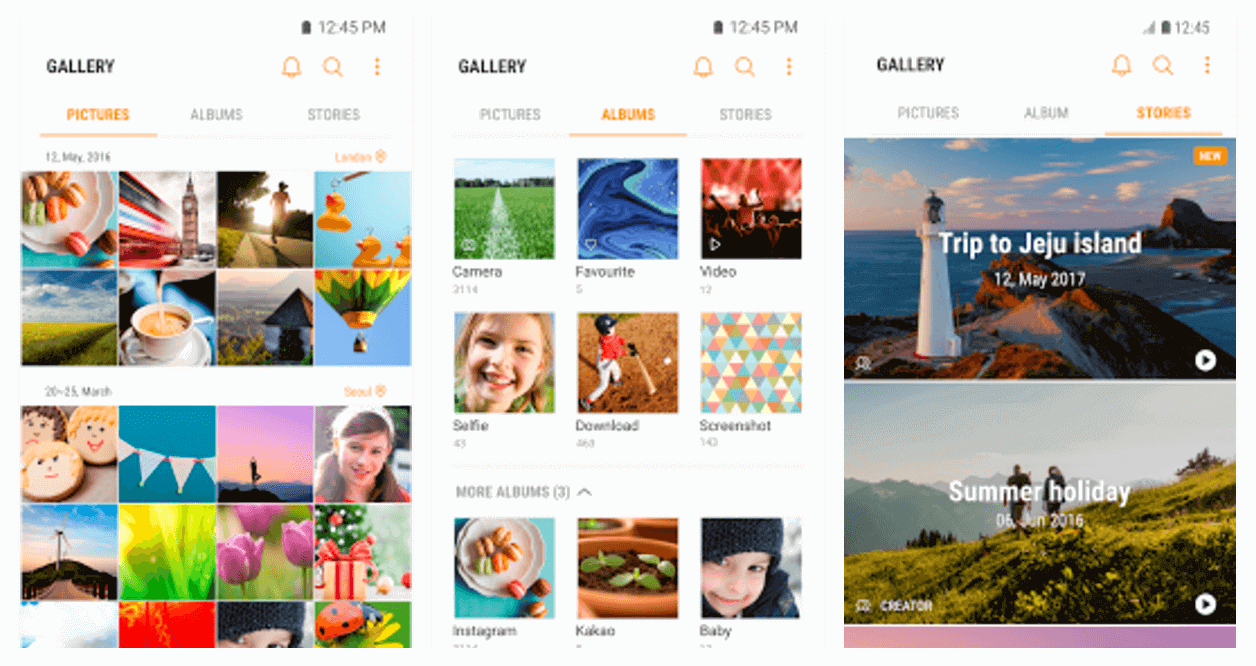 12:45 PM
GALLERY
PICTURES ALBUMS STORIES
12, May, 2016 London
20~25, March Seoul
12:45 PM
GALLERY
PICTURES ALBUMS STORIES
Camera Favourite Video
3114 5 12
Selfie Download Screenshot
43 463 143
MORE ALBUMS (3)
Instagram Kakao Baby
12:45
GALLERY
PICTURES ALBUM STORIES
NEW
Trip to Jeju island
12, May 2017
Summer holiday
06, Jun 2016
CREATOR